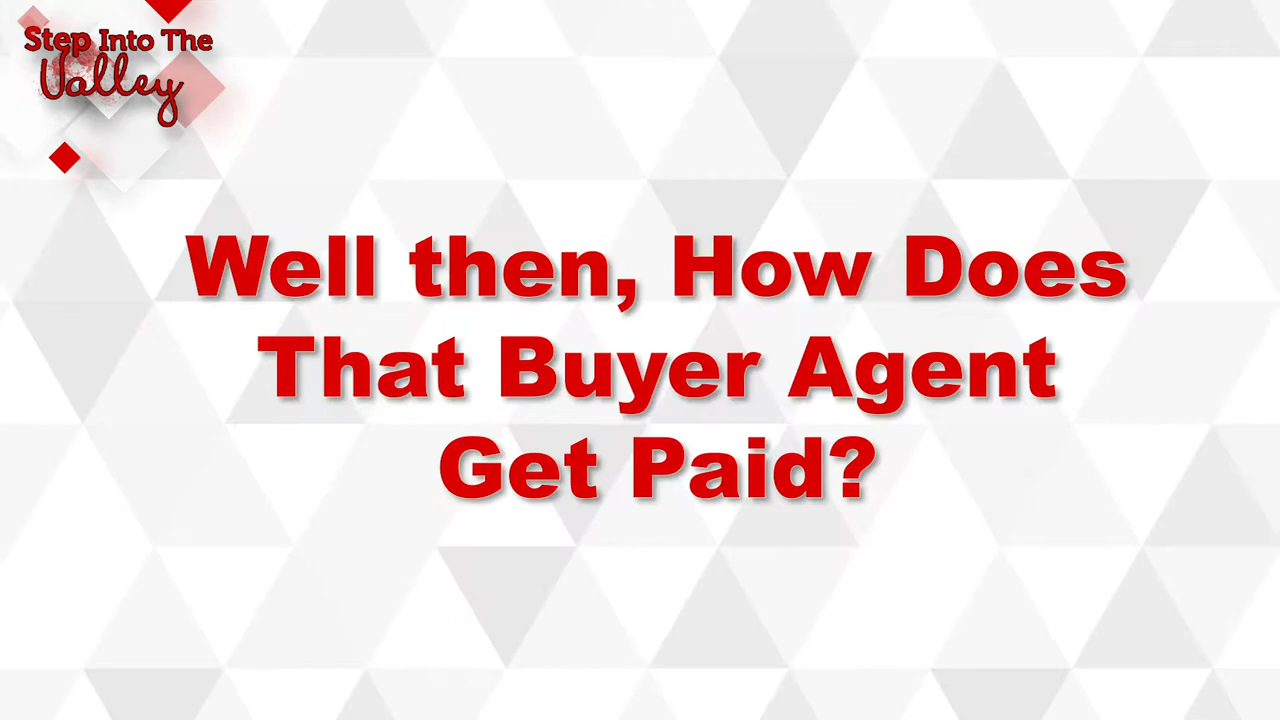 Step Into The
Valley
Well then, How Does
That Buyer Agent
Get Paid?